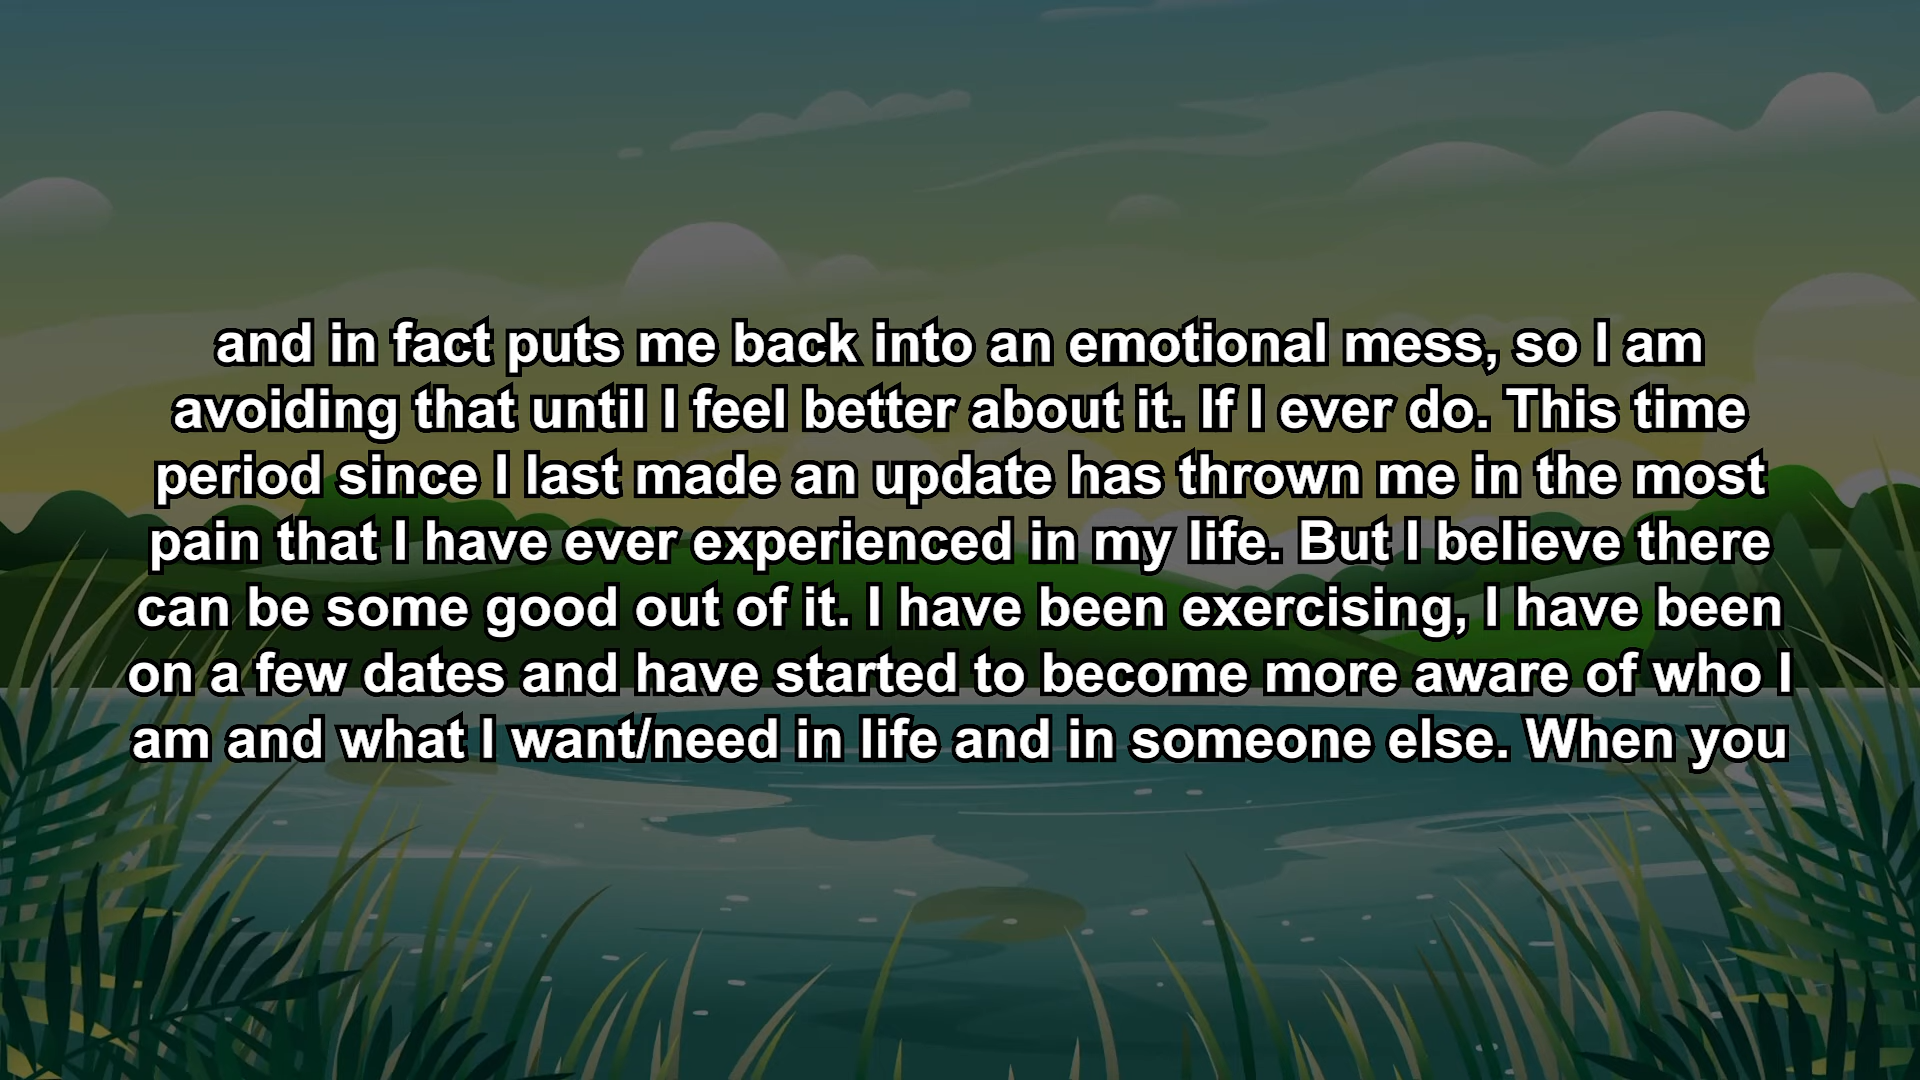 and in fact puts me back into an emotional mess, so I am
avoiding that until I feel better about it. If I ever do. This time
period since I last made an update has thrown me in the most
pain that I have ever experienced in my life. But I believe there
can be some good out of it. I have been exercising, I have been
on a few dates and have started to become more aware of who I
am and what I want/need in life and in someone else. When you